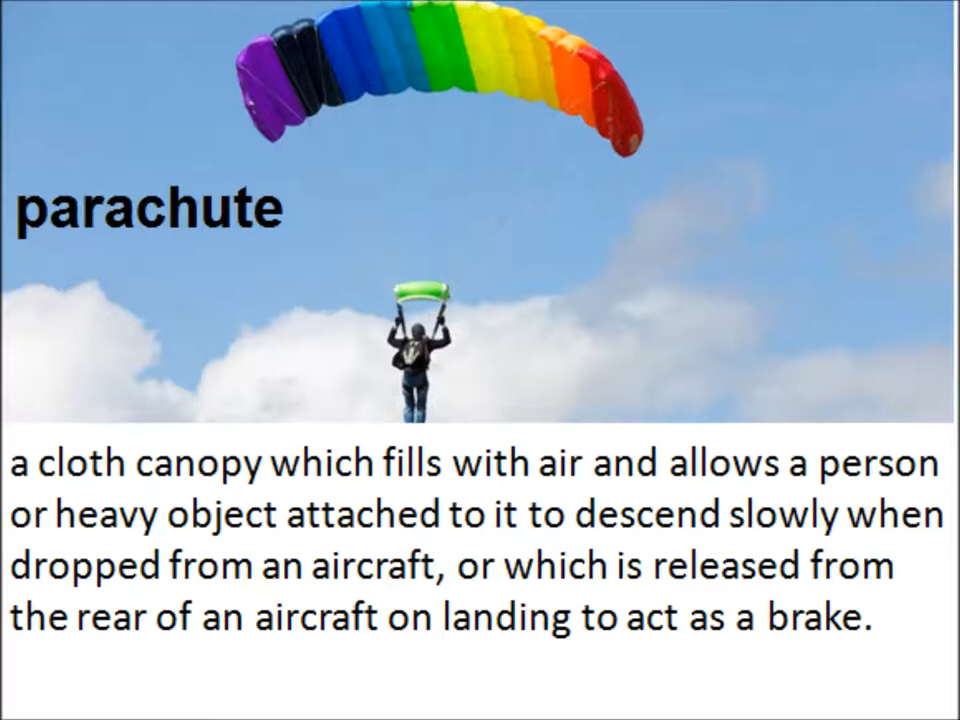 parachute
a cloth canopy which fills with air and allows a person
or heavy object attached to it to descend slowly when
dropped from an aircraft, or which is released from
the rear of an aircraft on landing to act as a brake.